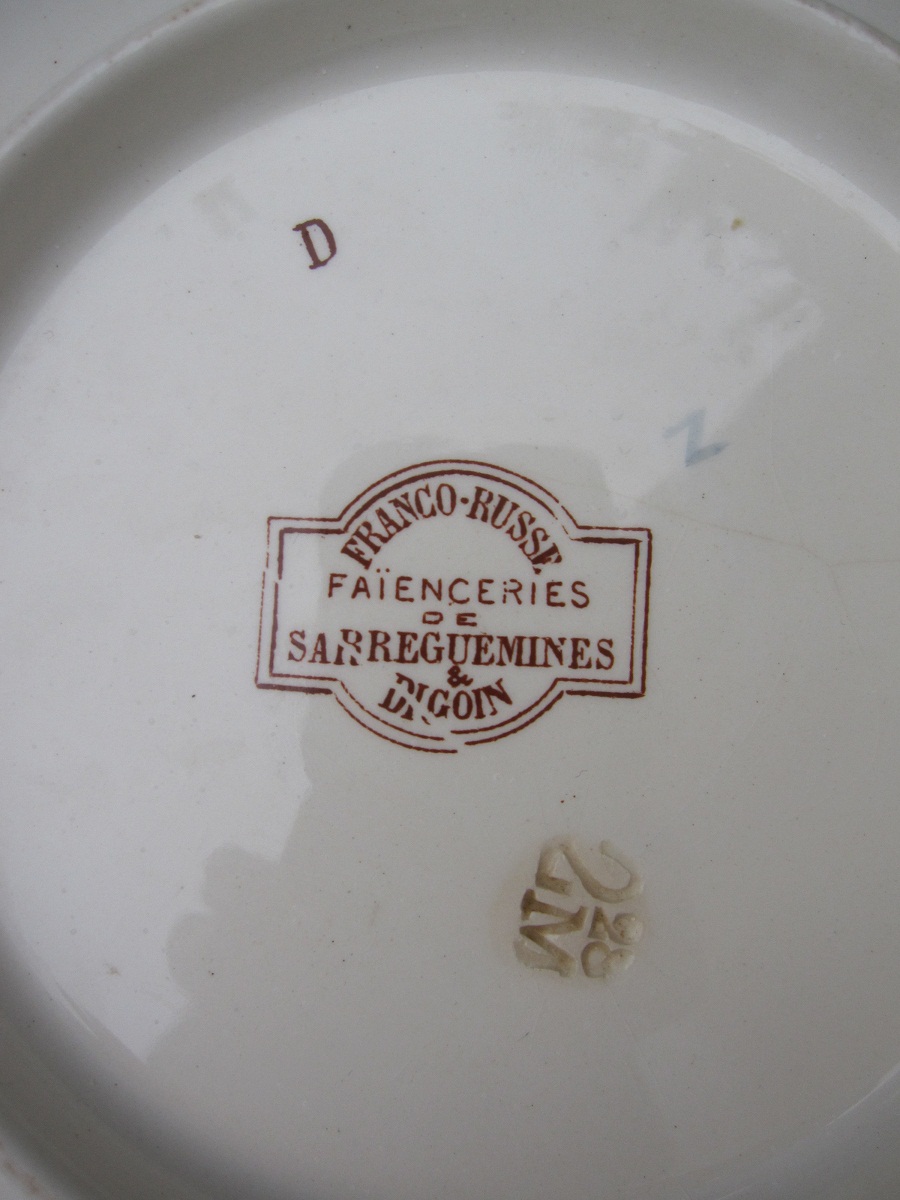 D
Z
FRANCO-RUSSE
FAÏENCERIES
DE
SARREGUEMINES
&
DIGOIN